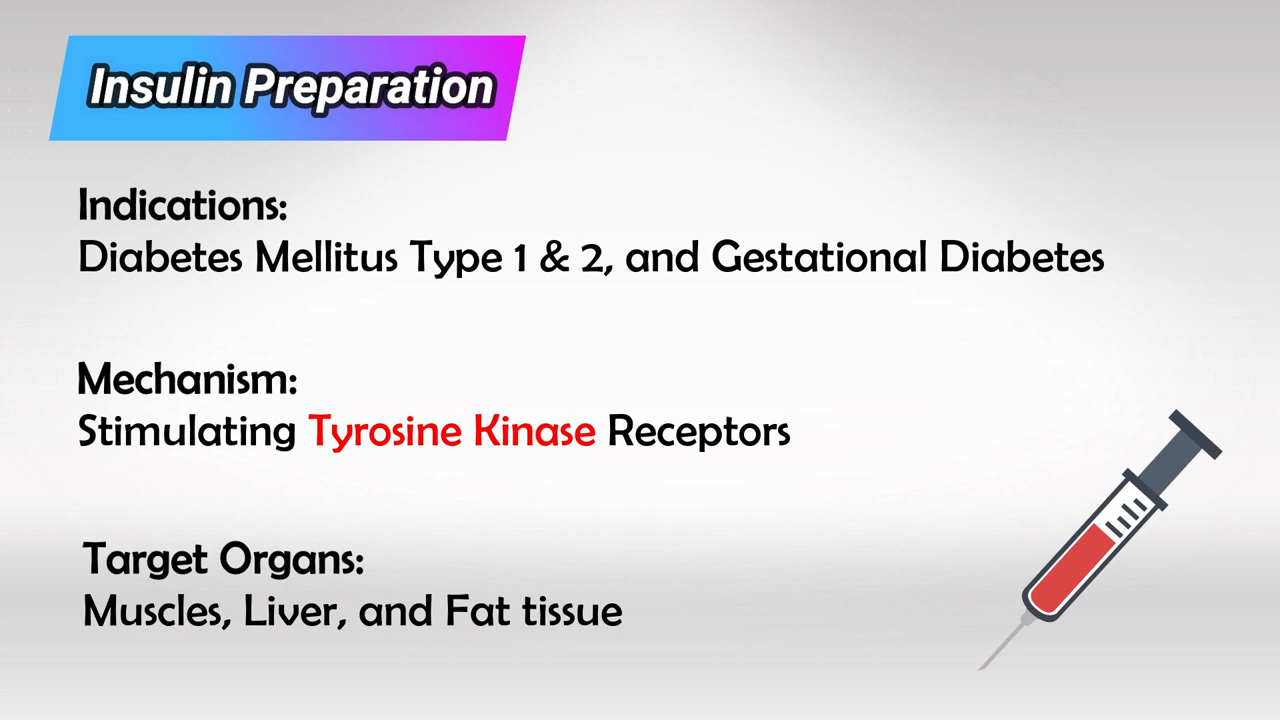 Insulin Preparation
Indications:
Diabetes Mellitus Type 1 & 2, and Gestational Diabetes
Mechanism:
Stimulating Tyrosine Kinase Receptors
Target Organs:
Muscles, Liver, and Fat tissue